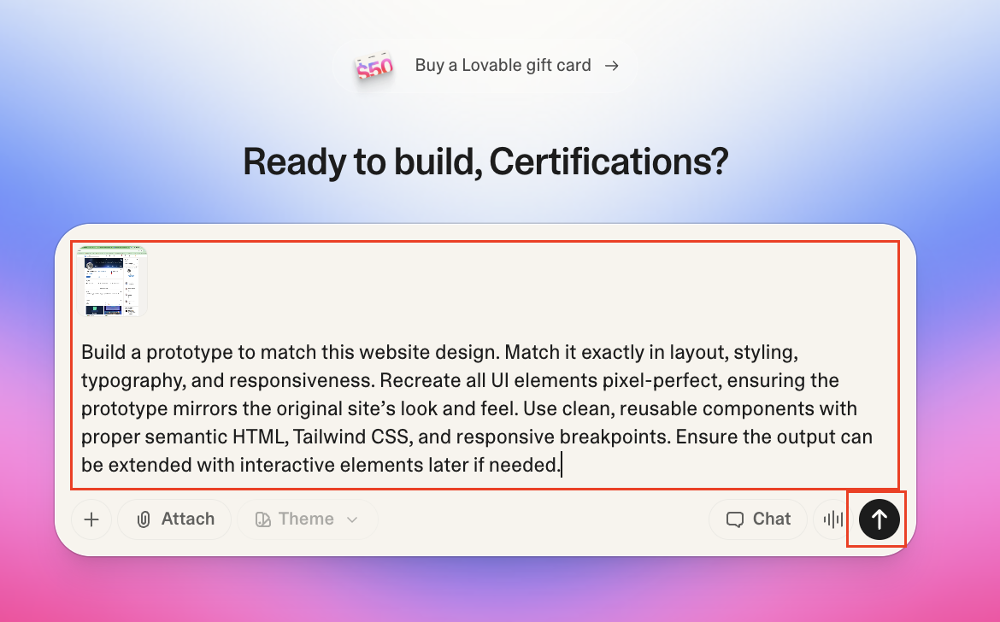 $50
Buy a Lovable gift card →
Ready to build, Certifications?
Build a prototype to match this website design. Match it exactly in layout, styling,
typography, and responsiveness. Recreate all UI elements pixel-perfect, ensuring the
prototype mirrors the original site’s look and feel. Use clean, reusable components with
proper semantic HTML, Tailwind CSS, and responsive breakpoints. Ensure the output can
be extended with interactive elements later if needed.
Attach Theme Chat